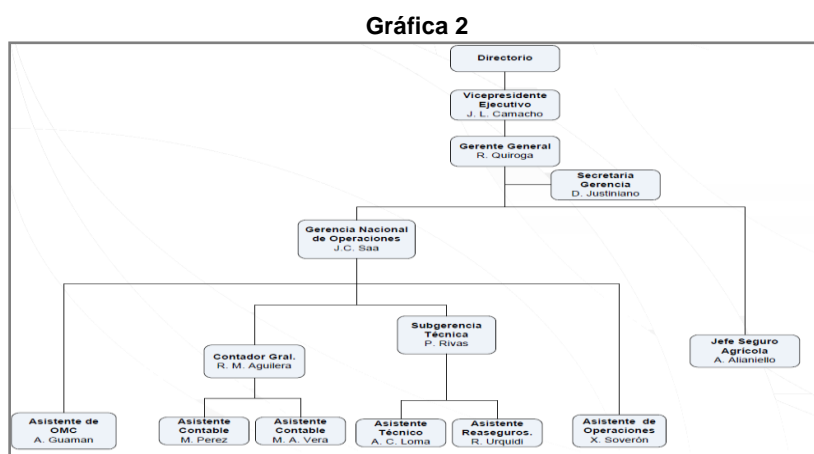 Gráfica 2
Directorio
Vicepresidente
Ejecutivo
J. L. Camacho
Gerente General
R. Quiroga
Secretaria
Gerencia
D. Justiniano
Gerencia Nacional
de Operaciones
J.C. Saa
Subgerencia
Técnica
P. Rivas
Contador Gral.
R. M. Aguilera
Jefe Seguro
Agrícola
A. Alianiello
Asistente de
OMC
A. Guaman
Asistente
Contable
M. Perez
Asistente
Contable
M. A. Vera
Asistente
Técnico
A. C. Loma
Asistente
Reaseguros.
R. Urquidi
Asistente de
Operaciones
X. Soverón